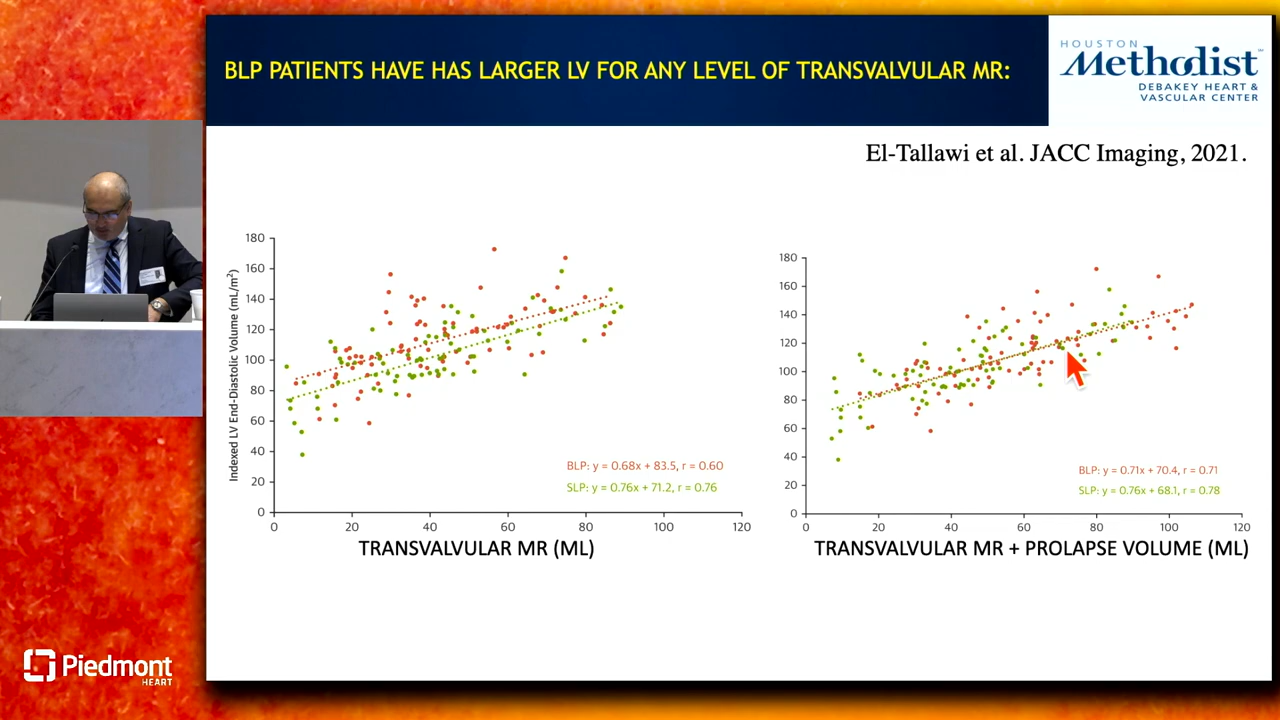 BLP PATIENTS HAVE HAS LARGER LV FOR ANY LEVEL OF TRANSVALVULAR MR:
HOUSTON
Methodist
DEBAKEY HEART &
VASCULAR CENTER
El-Tallawi et al. JACC Imaging, 2021.
Indexed LV End-Diastolic Volume (mL/m²)
180
160
140
120
100
80
60
40
20
0
0 20 40 60 80 100 120
BLP: y = 0.68x + 83.5, r = 0.60
SLP: y = 0.76x + 71.2, r = 0.76
TRANSVALVULAR MR (ML)
180
160
140
120
100
80
60
40
20
0
0 20 40 60 80 100 120
BLP: y = 0.71x + 70.4, r = 0.71
SLP: y = 0.76x + 68.1, r = 0.78
TRANSVALVULAR MR + PROLAPSE VOLUME (ML)
Piedmont
HEART